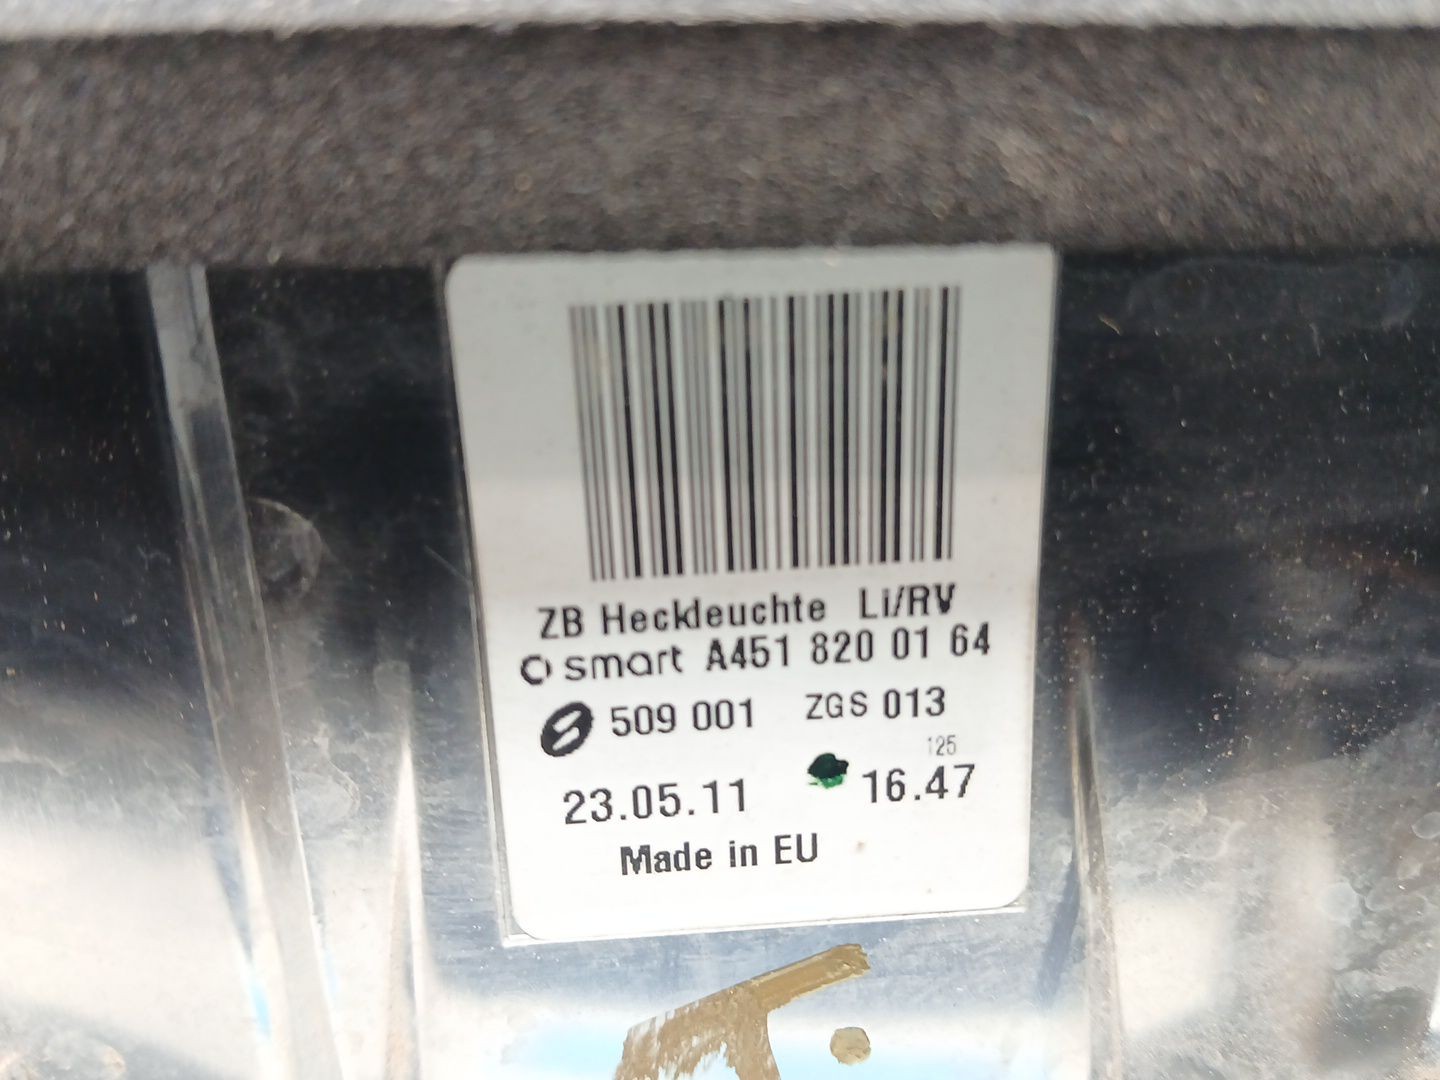 ZB Heckleuchte Li/RV
smart A451 820 01 64
509 001 ZGS 013
125
23.05.11 16.47
Made in EU